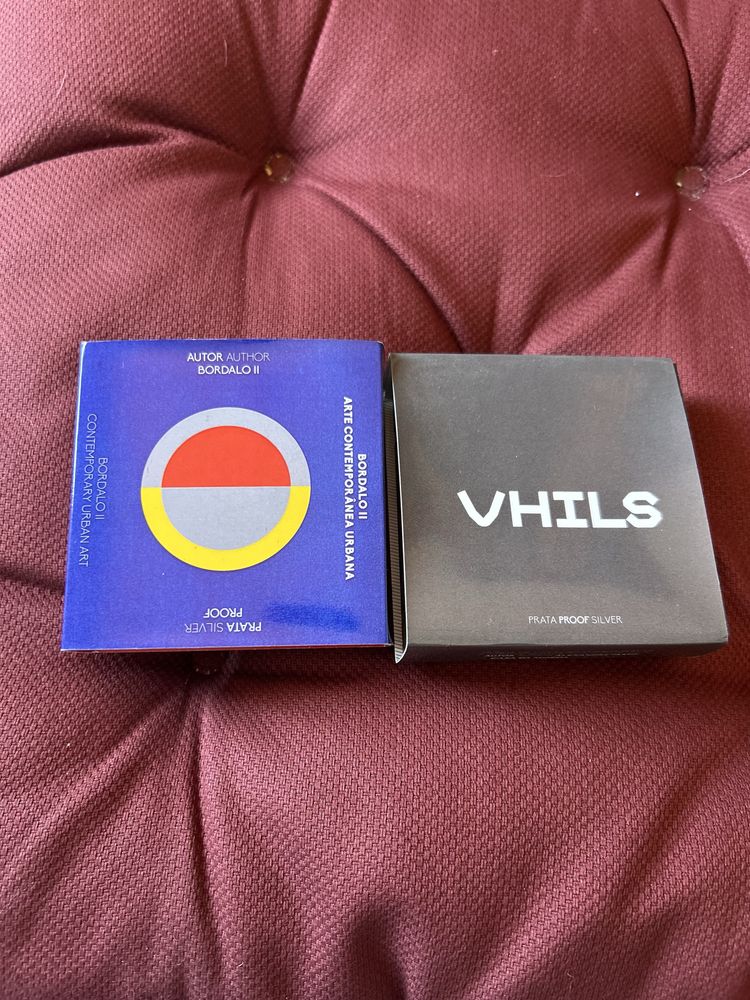 AUTOR AUTHOR
BORDALO II
BORDALO II
ARTE CONTEMPORÂNEA URBANA
PRATA SILVER
PROOF
BORDALO II
CONTEMPORARY URBAN ART
VHILS
PRATA PROOF SILVER